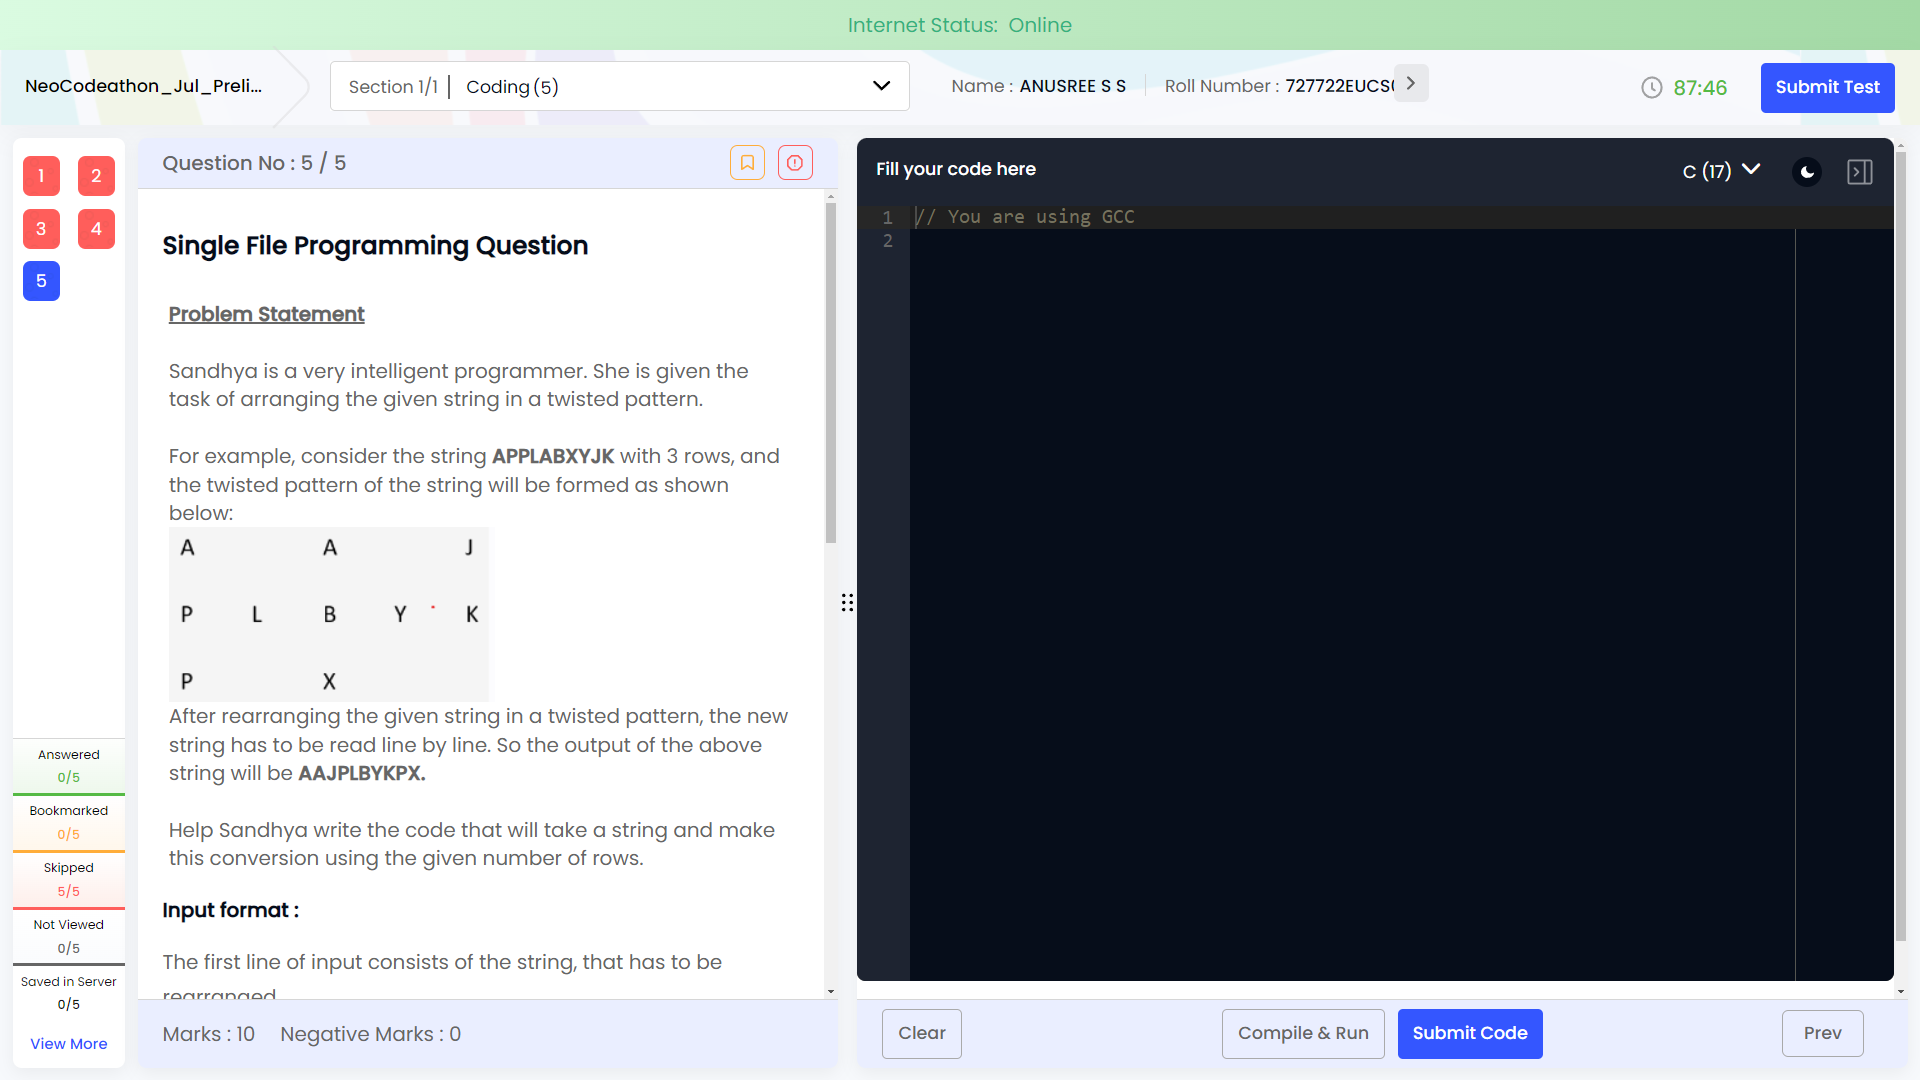 Internet Status: Online
NeoCodeathon_Jul_Preli...
Section 1/1 | Coding (5)
Name : ANUSREE S S
Roll Number : 727722EUCS
87:46
Submit Test
1 2
3 4
5
Question No : 5 / 5
Single File Programming Question
Problem Statement
Sandhya is a very intelligent programmer. She is given the
task of arranging the given string in a twisted pattern.
For example, consider the string APPLABXYJK with 3 rows, and
the twisted pattern of the string will be formed as shown
below:
A A J
P L B Y K
P X
After rearranging the given string in a twisted pattern, the new
string has to be read line by line. So the output of the above
string will be AAJPLBYKPX.
Help Sandhya write the code that will take a string and make
this conversion using the given number of rows.
Input format :
The first line of input consists of the string, that has to be
rearranged
Marks : 10 Negative Marks : 0
Answered
0/5
Bookmarked
0/5
Skipped
5/5
Not Viewed
0/5
Saved in Server
0/5
View More
Fill your code here
C (17)
1 // You are using GCC
2
Clear
Compile & Run
Submit Code
Prev